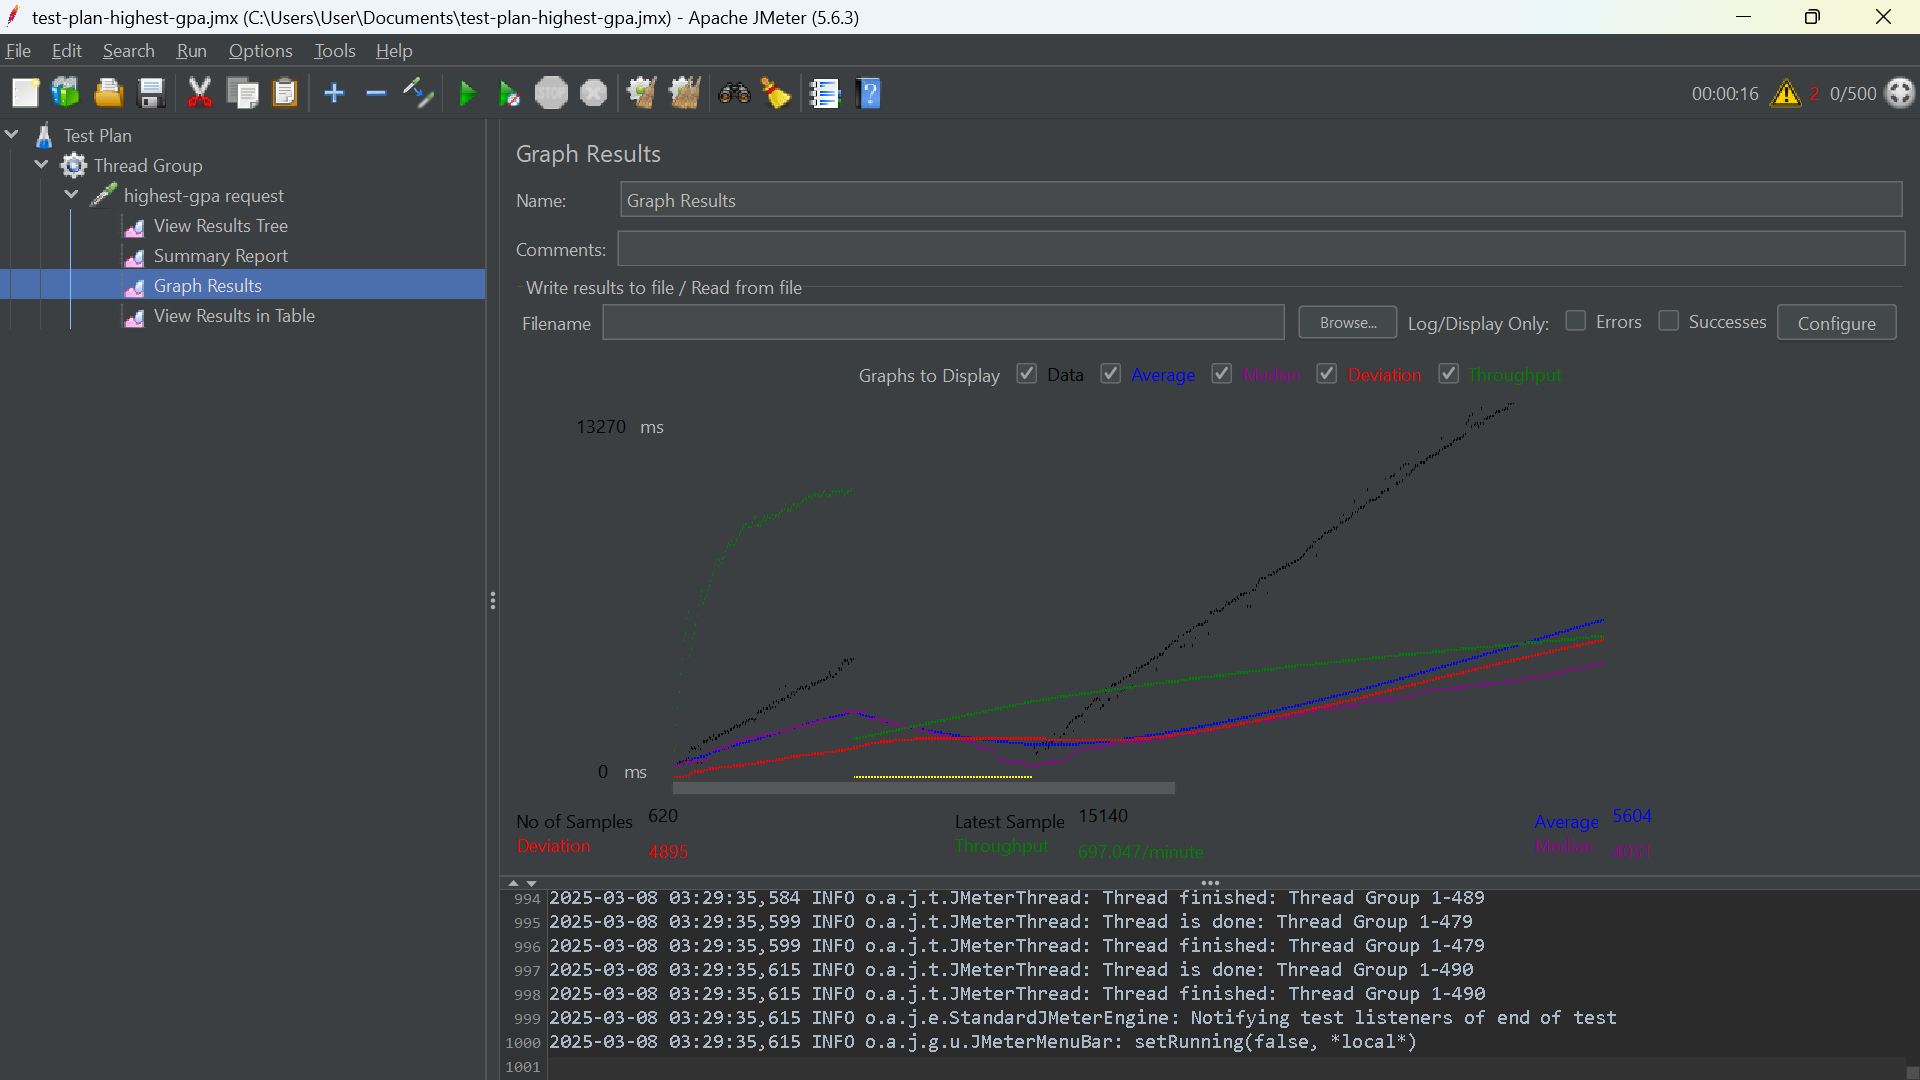 test-plan-highest-gpa.jmx (C:\Users\User\Documents\test-plan-highest-gpa.jmx) - Apache JMeter (5.6.3)
File Edit Search Run Options Tools Help
STOP 00:00:16 2 0/500
Test Plan
Thread Group
highest-gpa request
View Results Tree
Summary Report
Graph Results
View Results in Table
Graph Results
Name: Graph Results
Comments:
Write results to file / Read from file
Filename Browse... Log/Display Only: Errors Successes Configure
Graphs to Display Data Average Median Deviation Throughput
13270 ms
0 ms
No of Samples 620 Latest Sample 15140 Average 5604
Deviation 4895 Throughput 697.047/minute Median
994 2025-03-08 03:29:35,584 INFO o.a.j.t.JMeterThread: Thread finished: Thread Group 1-489
995 2025-03-08 03:29:35,599 INFO o.a.j.t.JMeterThread: Thread is done: Thread Group 1-479
996 2025-03-08 03:29:35,599 INFO o.a.j.t.JMeterThread: Thread finished: Thread Group 1-479
997 2025-03-08 03:29:35,615 INFO o.a.j.t.JMeterThread: Thread is done: Thread Group 1-490
998 2025-03-08 03:29:35,615 INFO o.a.j.t.JMeterThread: Thread finished: Thread Group 1-490
999 2025-03-08 03:29:35,615 INFO o.a.j.e.StandardJMeterEngine: Notifying test listeners of end of test
1000 2025-03-08 03:29:35,615 INFO o.a.j.g.u.JMeterMenuBar: setRunning(false, *local*)
1001